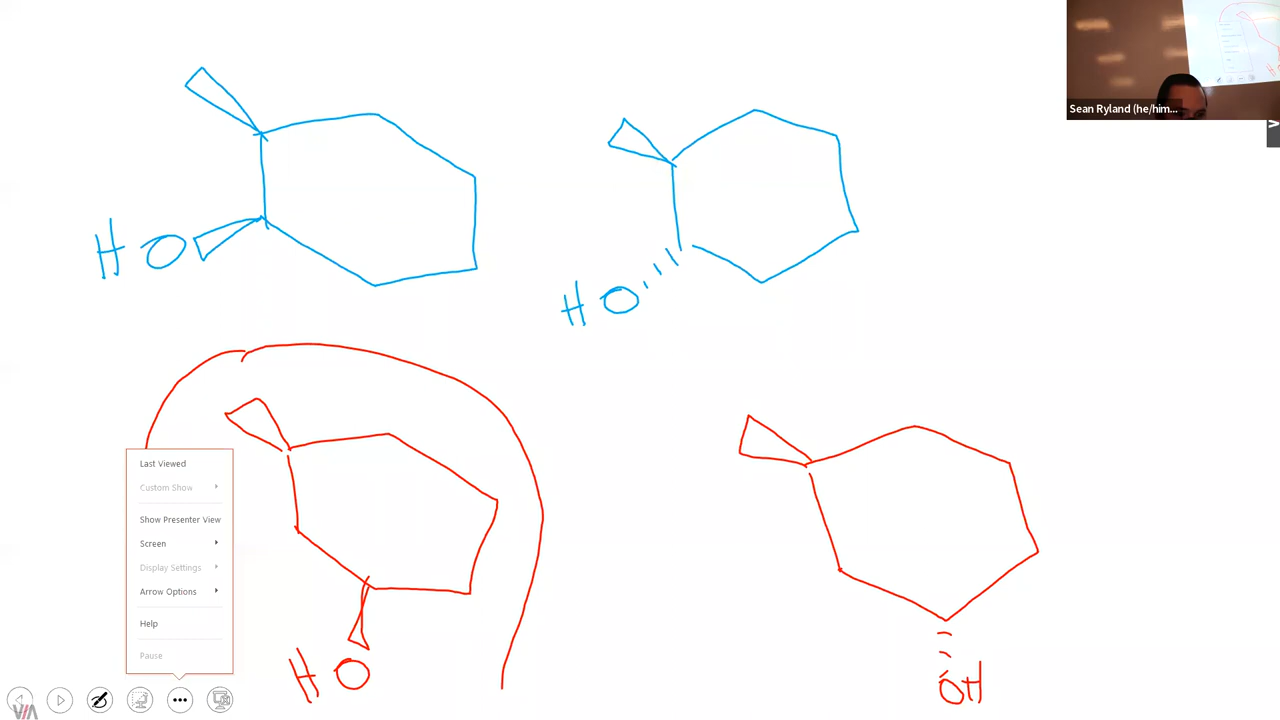 Sean Ryland (he/him...
HO
HO
Last Viewed
Custom Show
Show Presenter View
Screen
Display Settings
Arrow Options
Help
Pause
HO
OH
VIA